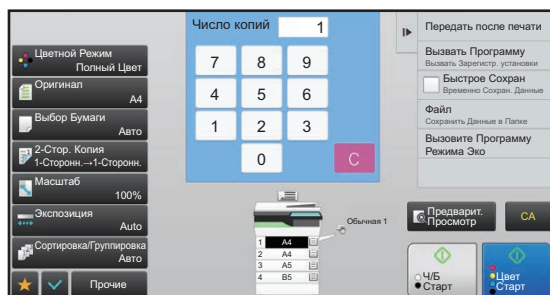 Число копий 1
7 8 9
4 5 6
1 2 3
0 C
Цветной Режим
Полный Цвет
Оригинал
A4
Выбор Бумаги
Авто
2-Стор. Копия
1-Сторонн.→1-Сторонн.
Масштаб
100%
Экспозиция
Auto
Сортировка/Группировка
Авто
Прочие
Обычная 1
1 A4
2 A4
3 A5
4 B5
Передать после печати
Вызвать Программу
Вызвать Зарегистр. установки
Быстрое Сохран
Временно Сохран. Данные
Файл
Сохранить Данные в Папке
Вызовите Программу
Режима Эко
Предварит.
Просмотр
CA
Ч/Б
Старт
Цвет
Старт